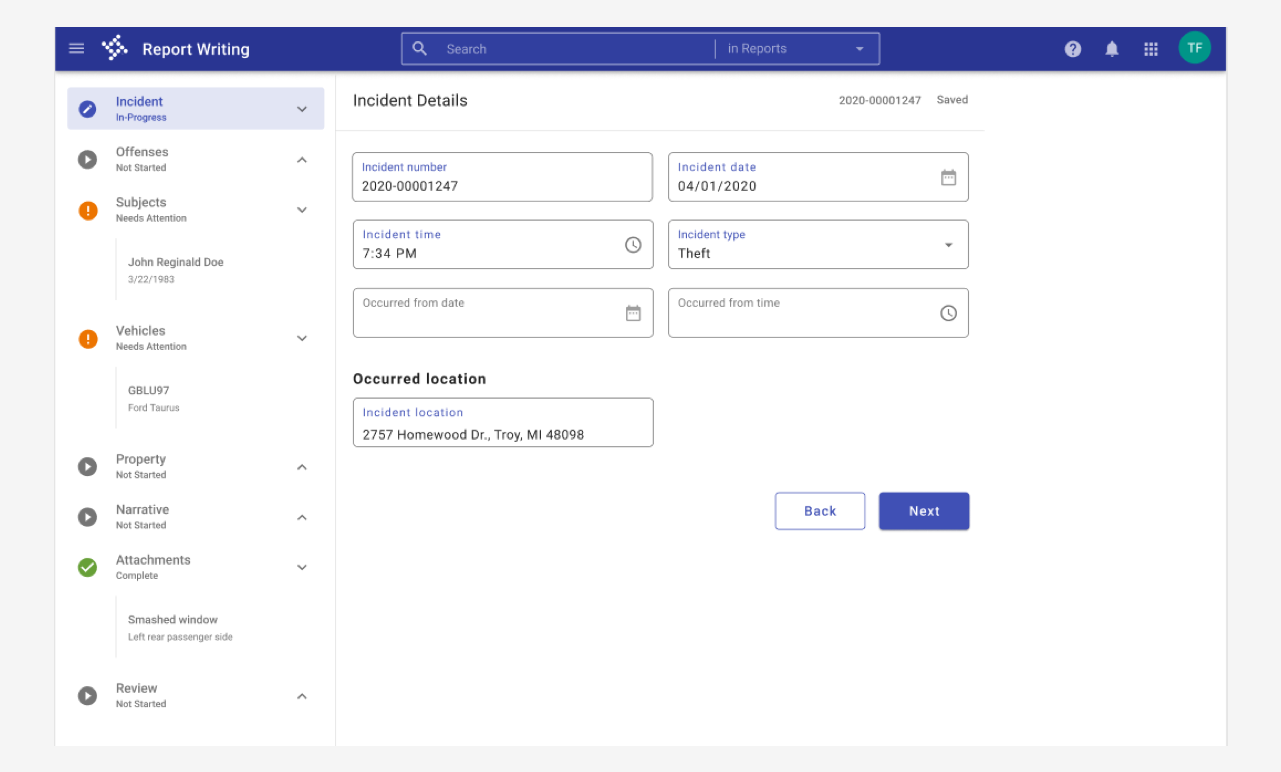 Report Writing
Search
in Reports
TF
Incident
In-Progress
Offenses
Not Started
Subjects
Needs Attention
John Reginald Doe
3/22/1983
Vehicles
Needs Attention
GBLU97
Ford Taurus
Property
Not Started
Narrative
Not Started
Attachments
Complete
Smashed window
Left rear passenger side
Review
Not Started
Incident Details
2020-00001247 Saved
Incident number
2020-00001247
Incident date
04/01/2020
Incident time
7:34 PM
Incident type
Theft
Occurred from date
Occurred from time
Occurred location
Incident location
2757 Homewood Dr., Troy, MI 48098
Back
Next